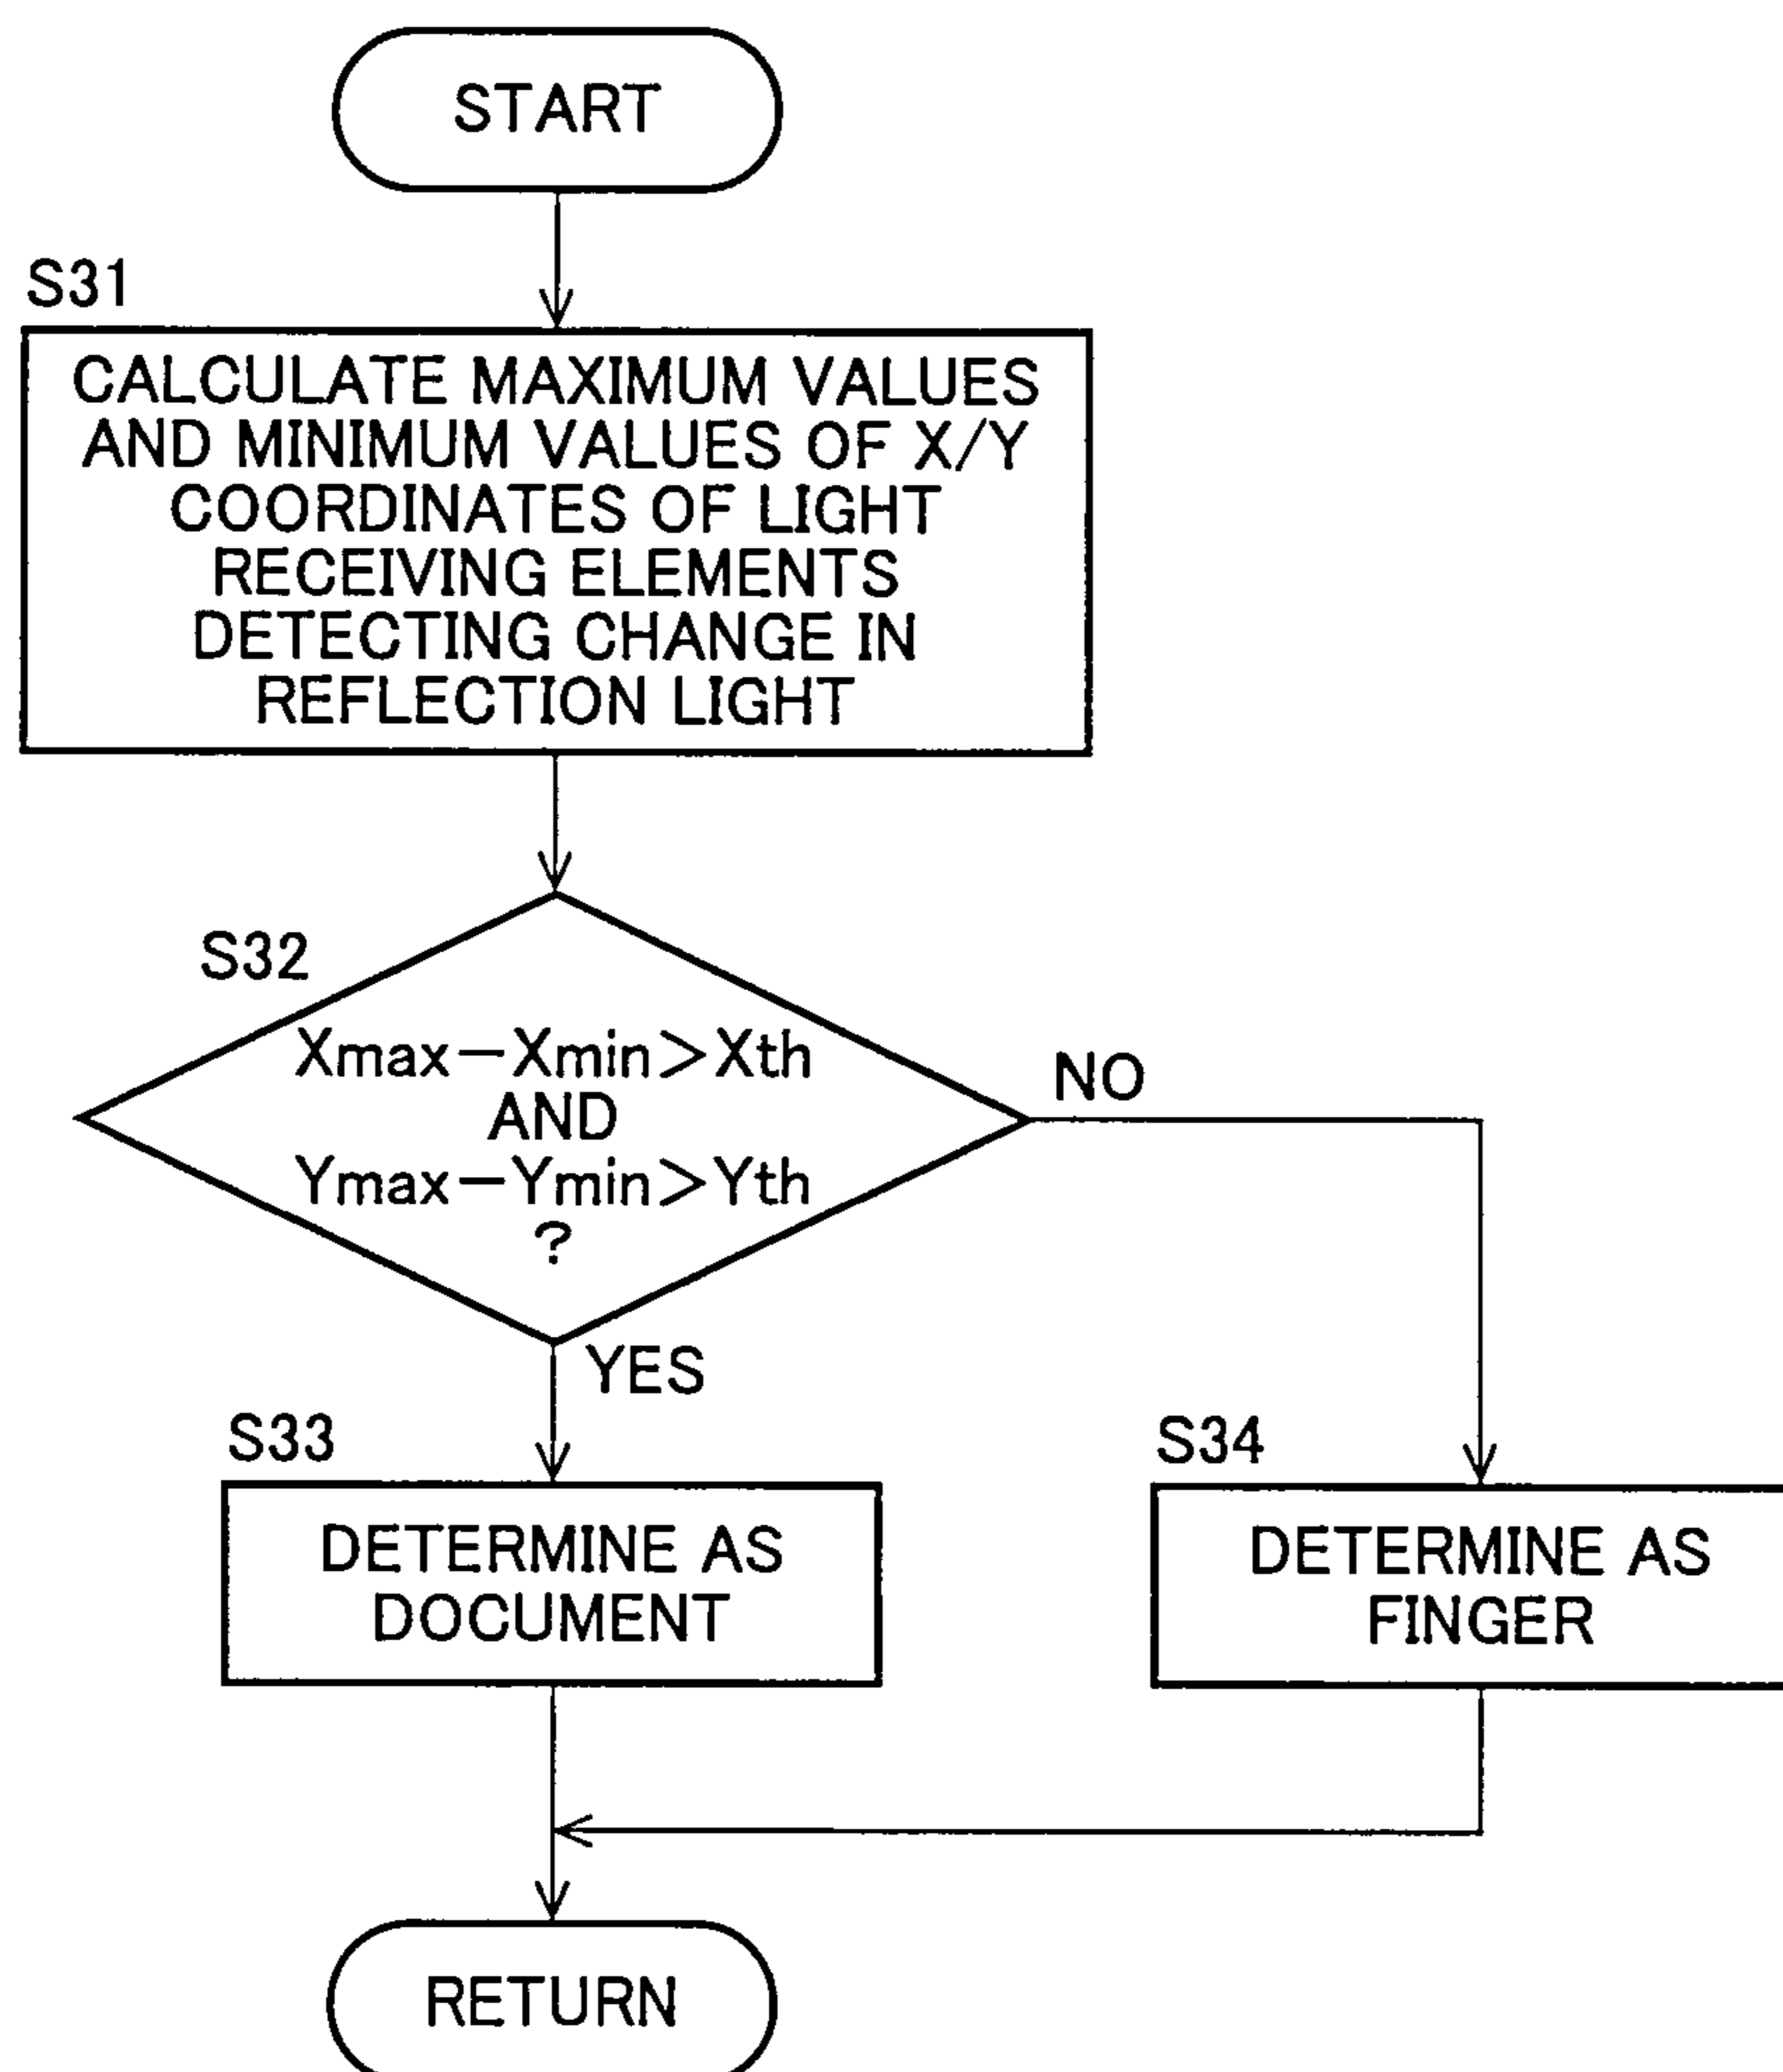 START
S31
CALCULATE MAXIMUM VALUES
AND MINIMUM VALUES OF X/Y
COORDINATES OF LIGHT
RECEIVING ELEMENTS
DETECTING CHANGE IN
REFLECTION LIGHT
S32
Xmax−Xmin>Xth
AND
Ymax−Ymin>Yth
?
NO
YES
S33
DETERMINE AS
DOCUMENT
S34
DETERMINE AS
FINGER
RETURN